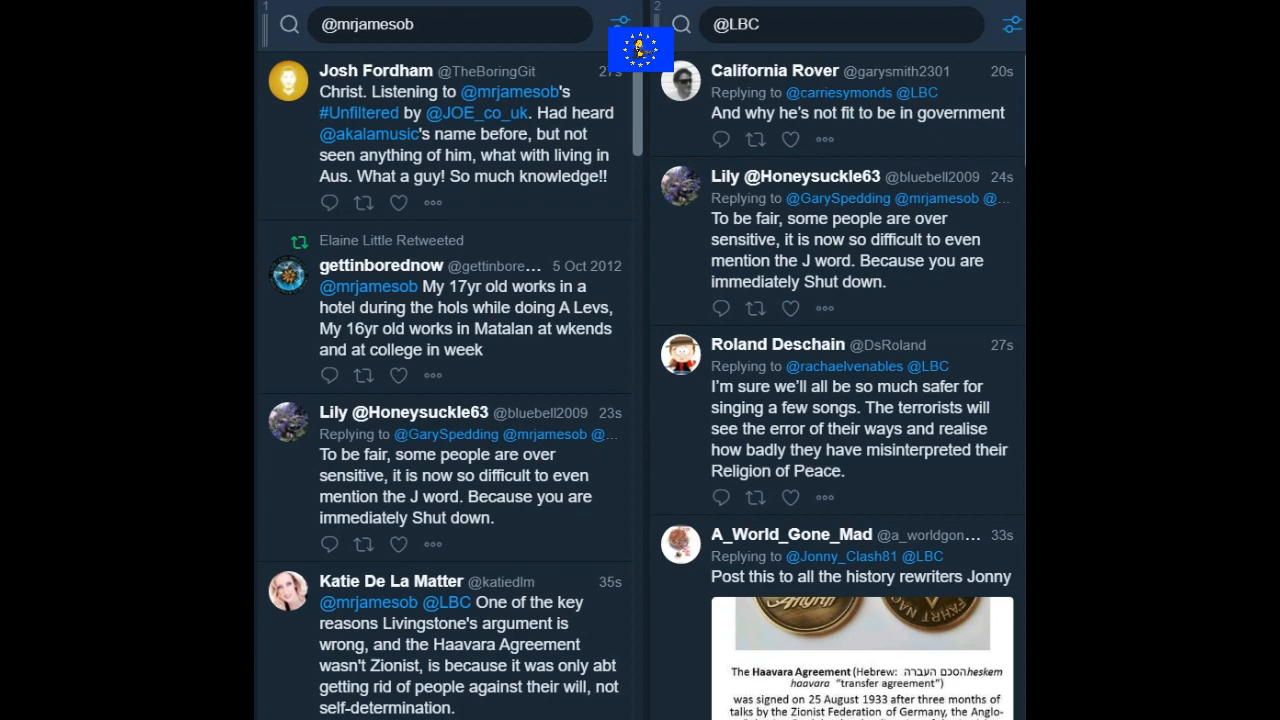 1
@mrjamesob
Josh Fordham @TheBoringGit 27s
Christ. Listening to @mrjamesob's
#Unfiltered by @JOE_co_uk. Had heard
@akalamusic's name before, but not
seen anything of him, what with living in
Aus. What a guy! So much knowledge!!
Elaine Little Retweeted
gettinborednow @gettinbore... 5 Oct 2012
@mrjamesob My 17yr old works in a
hotel during the hols while doing A Levs,
My 16yr old works in Matalan at wkends
and at college in week
Lily @Honeysuckle63 @bluebell2009 23s
Replying to @GarySpedding @mrjamesob @...
To be fair, some people are over
sensitive, it is now so difficult to even
mention the J word. Because you are
immediately Shut down.
Katie De La Matter @katiedlm 35s
@mrjamesob @LBC One of the key
reasons Livingstone's argument is
wrong, and the Haavara Agreement
wasn't Zionist, is because it was only abt
getting rid of people against their will, not
self-determination.
2
@LBC
California Rover @garysmith2301 20s
Replying to @carriesymonds @LBC
And why he's not fit to be in government
Lily @Honeysuckle63 @bluebell2009 24s
Replying to @GarySpedding @mrjamesob @...
To be fair, some people are over
sensitive, it is now so difficult to even
mention the J word. Because you are
immediately Shut down.
Roland Deschain @DsRoland 27s
Replying to @rachaelvenables @LBC
I'm sure we'll all be so much safer for
singing a few songs. The terrorists will
see the error of their ways and realise
how badly they have misinterpreted their
Religion of Peace.
A_World_Gone_Mad @a_worldgon... 33s
Replying to @Jonny_Clash81 @LBC
Post this to all the history rewriters Jonny
The Haavara Agreement (Hebrew: הסכם העברה heskem
haavara "transfer agreement")
was signed on 25 August 1933 after three months of
talks by the Zionist Federation of Germany, the Anglo-